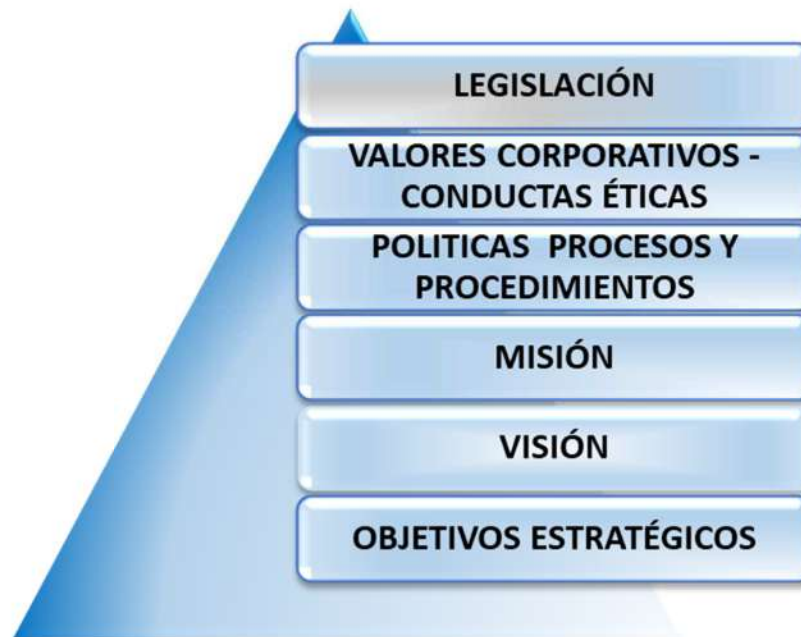 LEGISLACIÓN
VALORES CORPORATIVOS -
CONDUCTAS ÉTICAS
POLITICAS  PROCESOS Y
PROCEDIMIENTOS
MISIÓN
VISIÓN
OBJETIVOS ESTRATÉGICOS